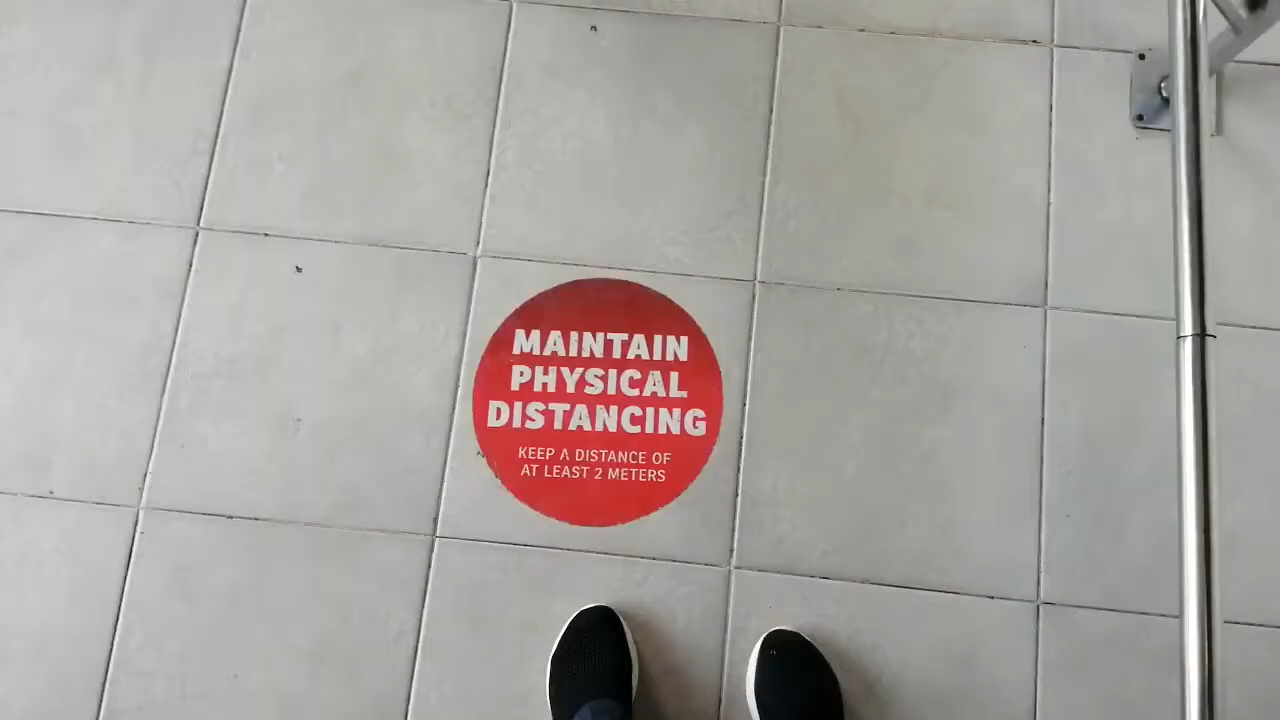 MAINTAIN
PHYSICAL
DISTANCING
KEEP A DISTANCE OF
AT LEAST 2 METERS